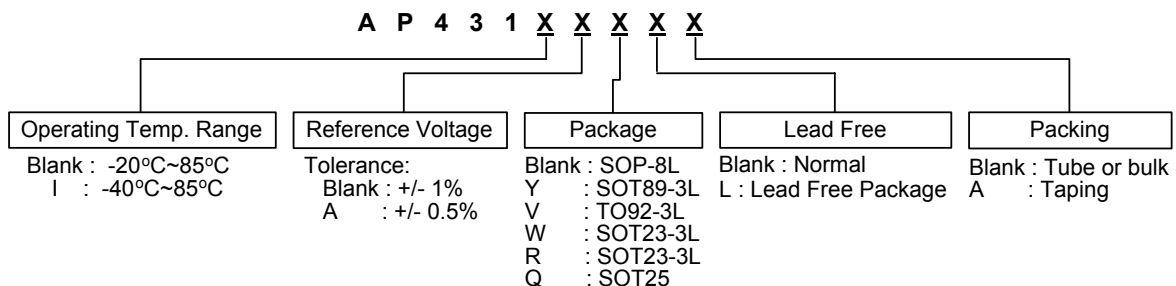 A P 4 3 1 X X X X X
Operating Temp. Range
Blank : -20°C~85°C
I : -40°C~85°C
Reference Voltage
Tolerance:
Blank : +/- 1%
A : +/- 0.5%
Package
Blank : SOP-8L
Y : SOT89-3L
V : TO92-3L
W : SOT23-3L
R : SOT23-3L
Q : SOT25
Lead Free
Blank : Normal
L : Lead Free Package
Packing
Blank : Tube or bulk
A : Taping